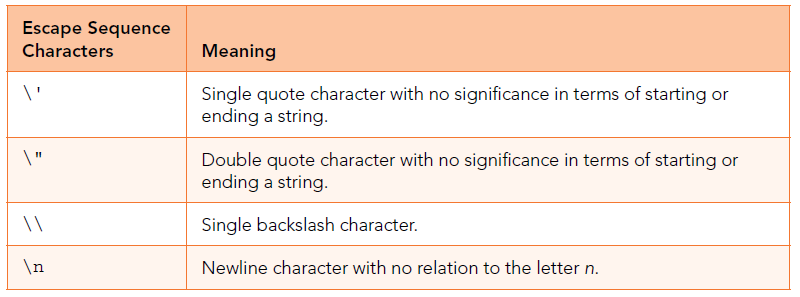 Escape Sequence
Characters
Meaning
\'
Single quote character with no significance in terms of starting or
ending a string.
\"
Double quote character with no significance in terms of starting or
ending a string.
\\
Single backslash character.
\n
Newline character with no relation to the letter n.